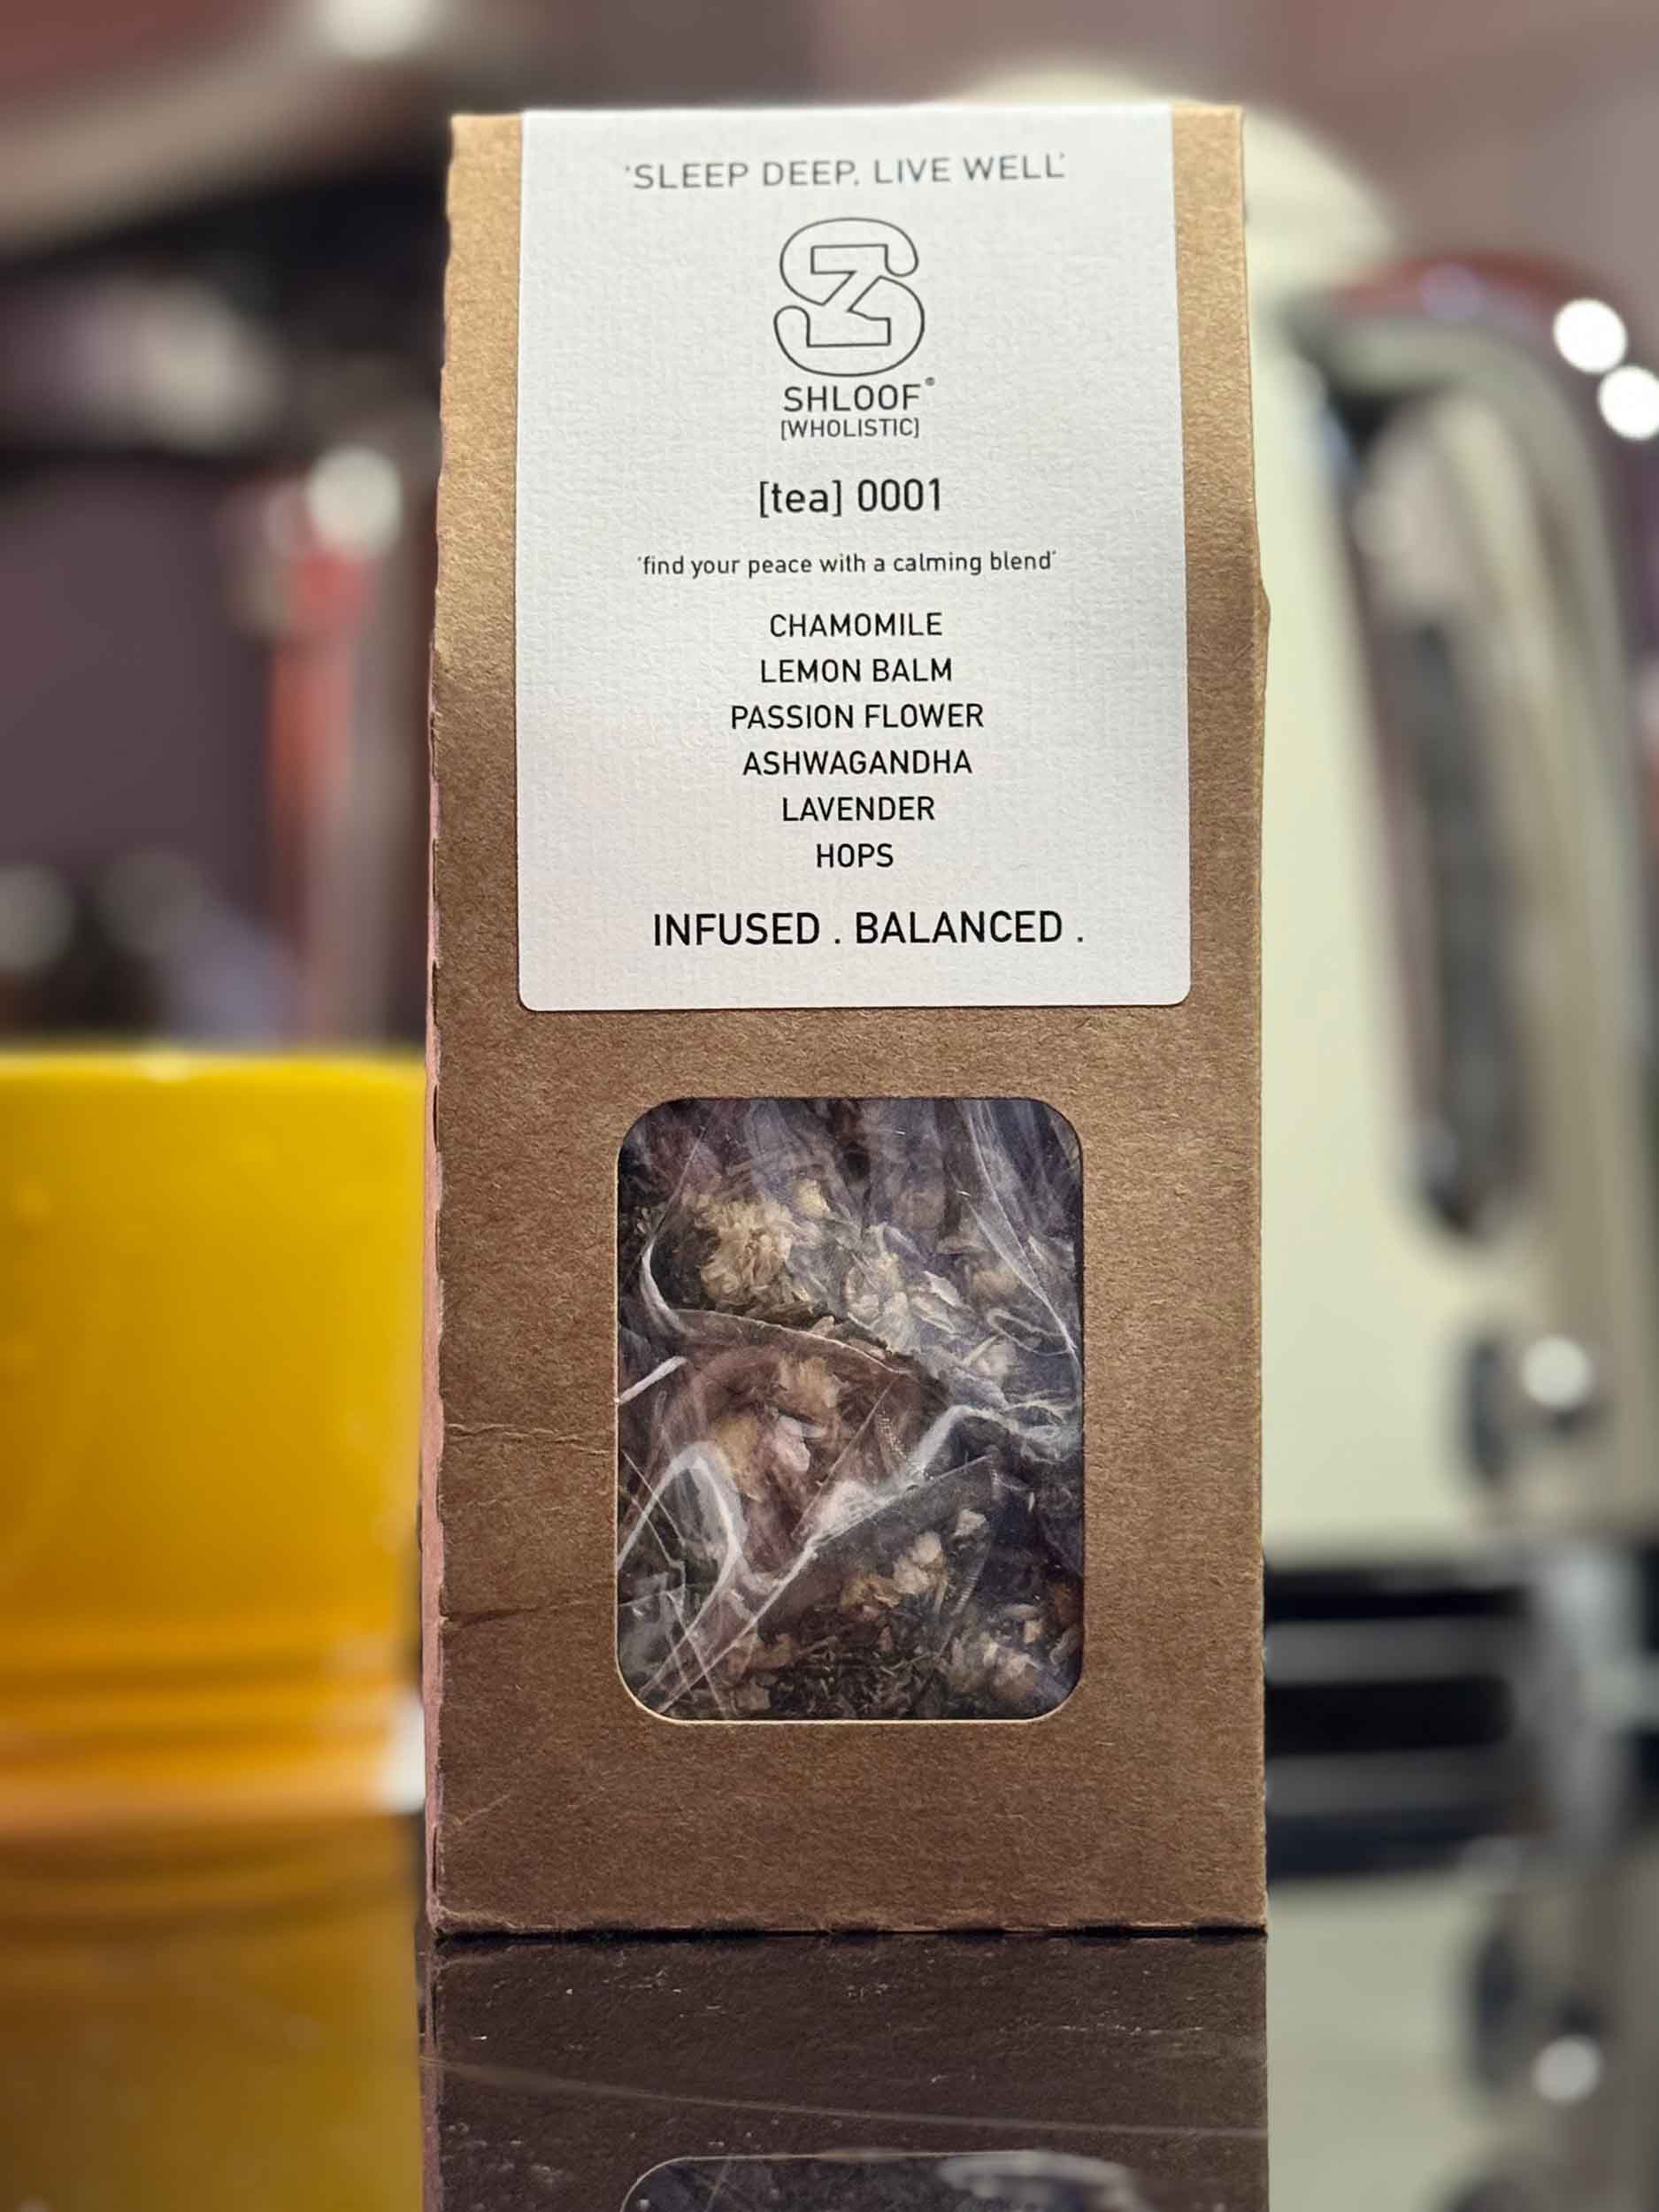 'SLEEP DEEP. LIVE WELL'
SZ
SHLOOF®
[WHOLISTIC]
[tea] 0001
'find your peace with a calming blend'
CHAMOMILE
LEMON BALM
PASSION FLOWER
ASHWAGANDHA
LAVENDER
HOPS
INFUSED . BALANCED .